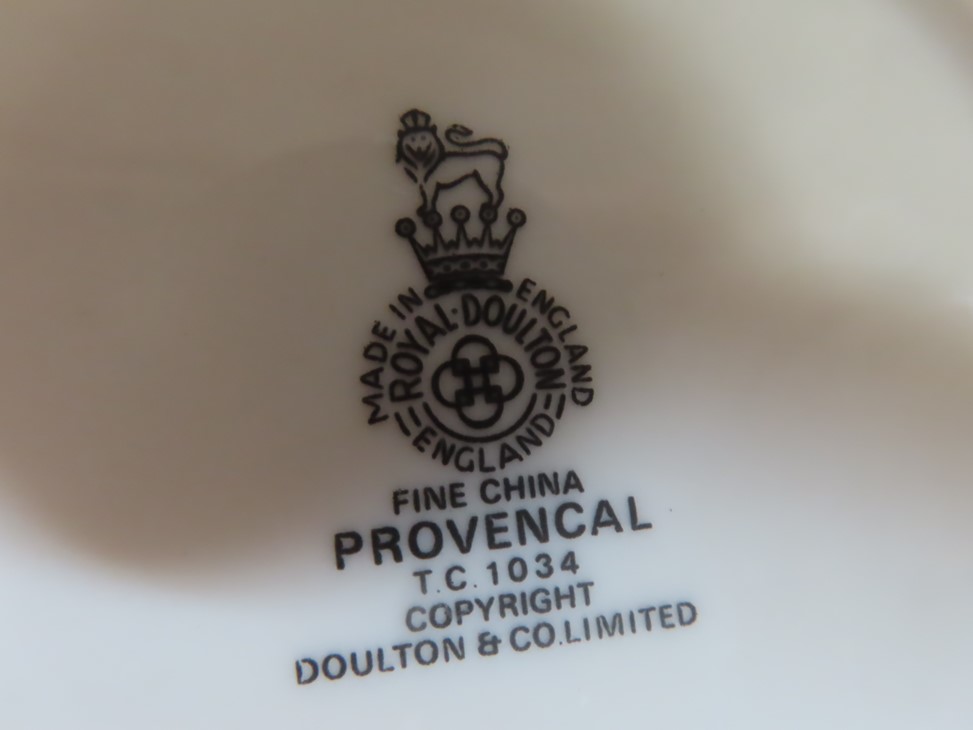 MADE IN ENGLAND
ROYAL·DOULTON
ENGLAND
FINE CHINA
PROVENCAL
T.C.1034
COPYRIGHT
DOULTON & CO.LIMITED